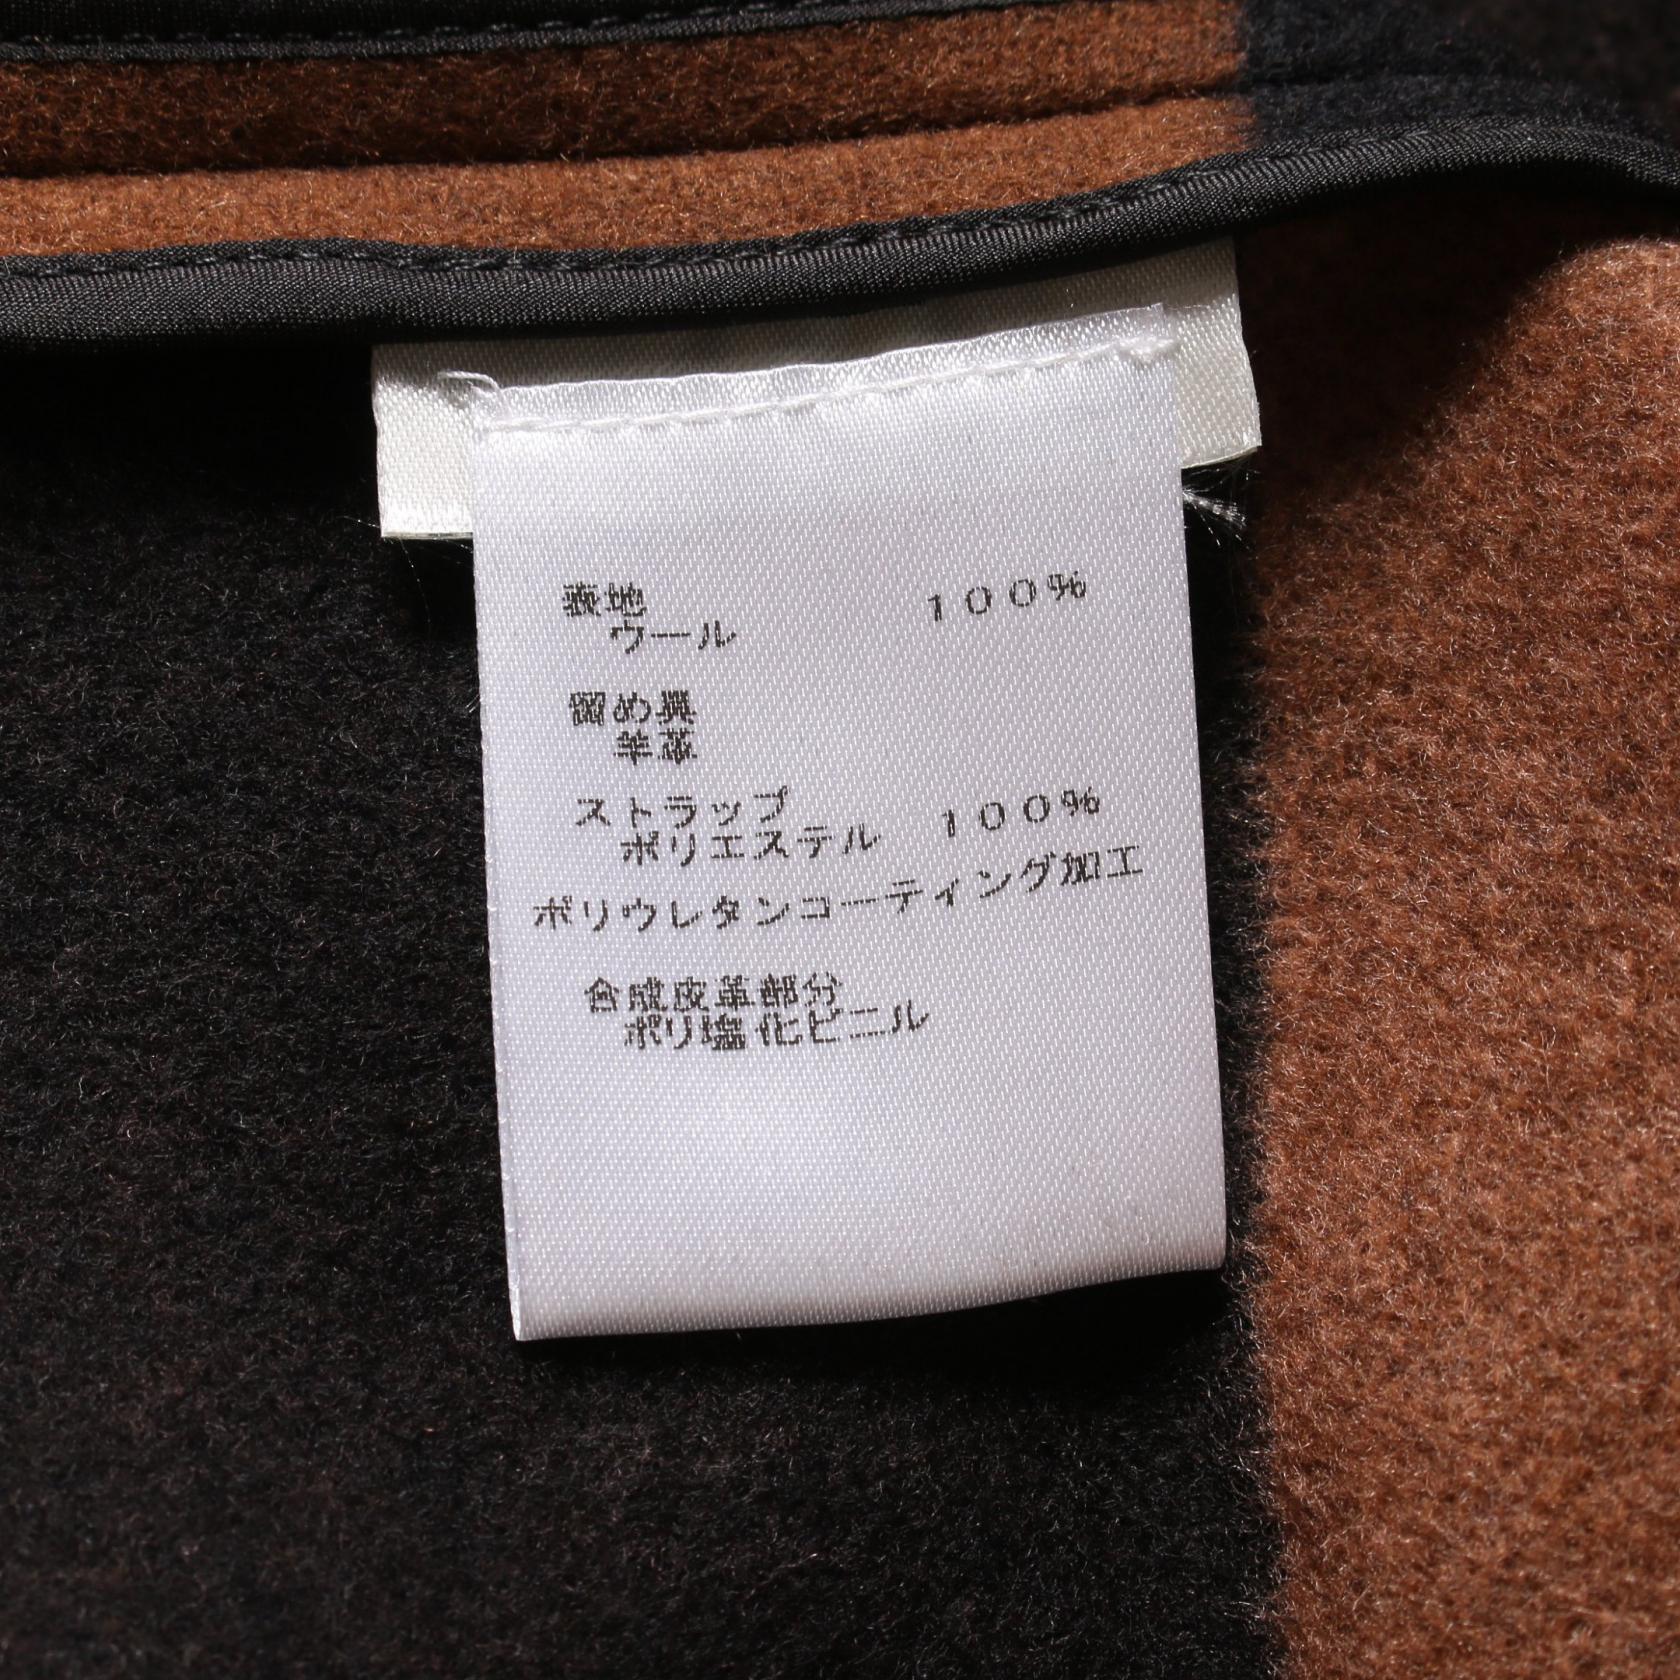 表地
ウール 100%
留め具
羊革
ストラップ
ポリエステル 100%
ポリウレタンコーティング加工
合成皮革部分
ポリ塩化ビニル